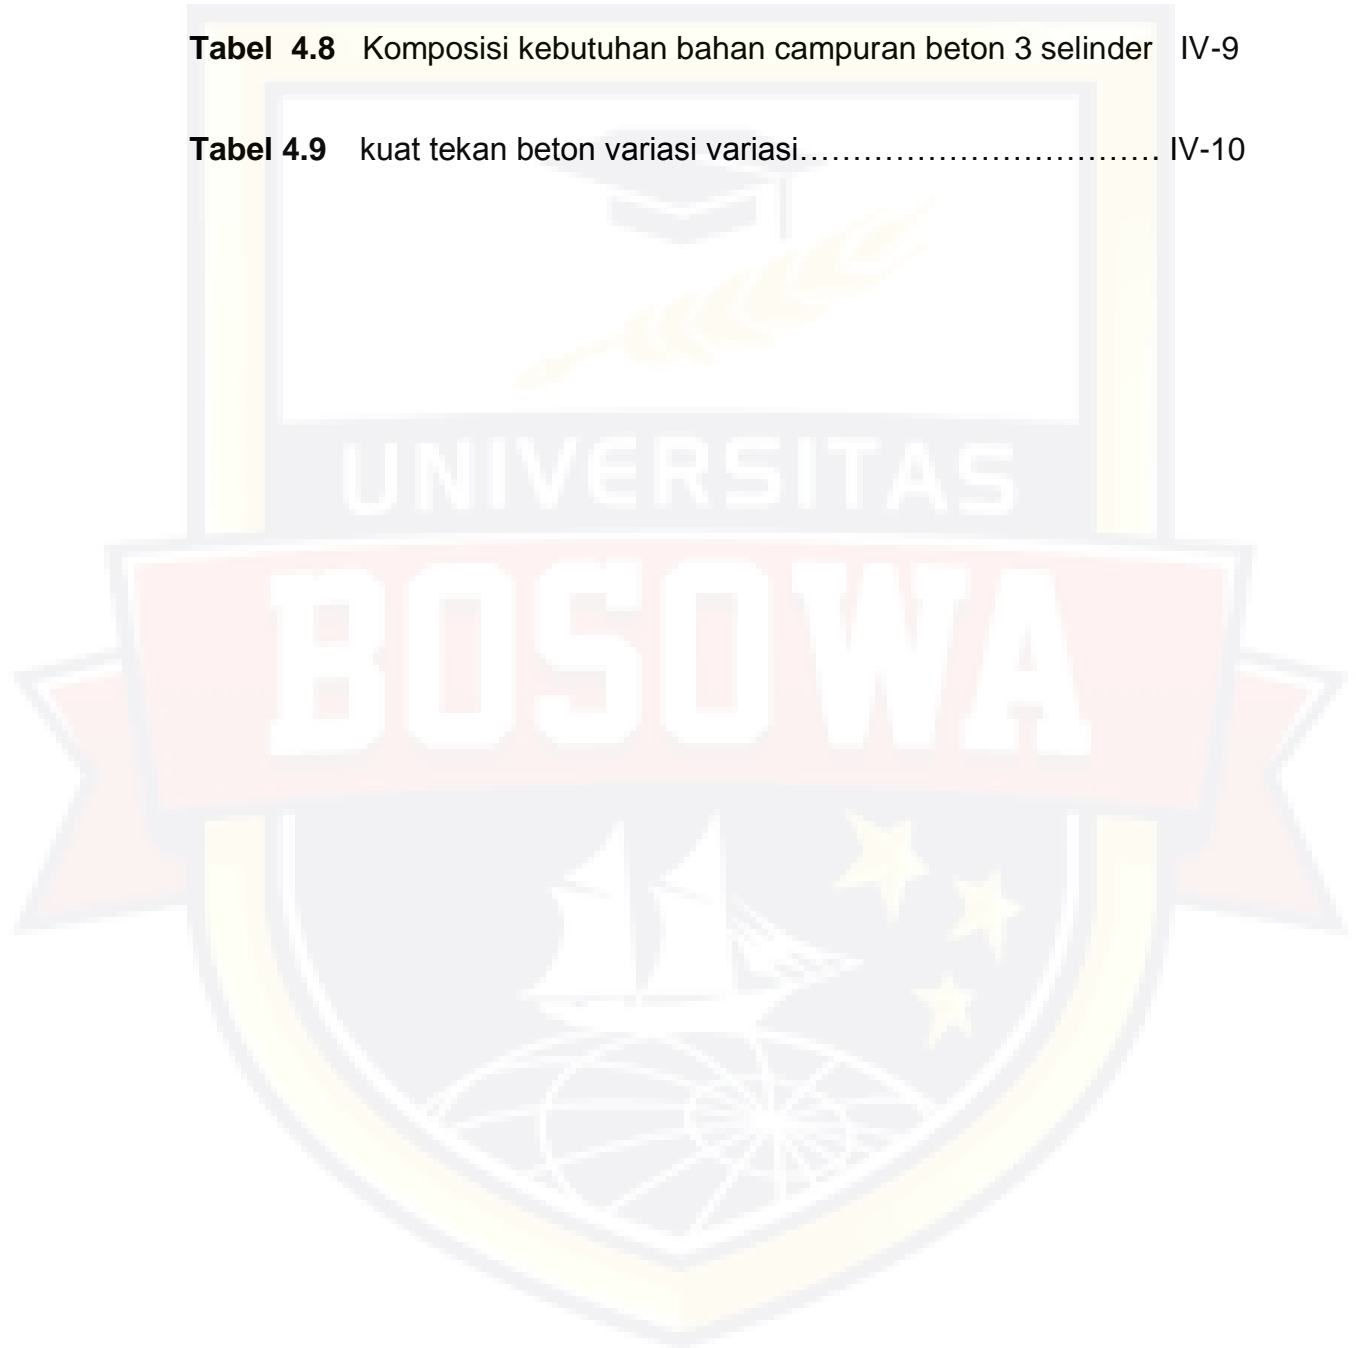 Tabel 4.8 Komposisi kebutuhan bahan campuran beton 3 selinder IV-9
Tabel 4.9 kuat tekan beton variasi variasi…………………………… IV-10
UNIVERSITAS
BOSOWA